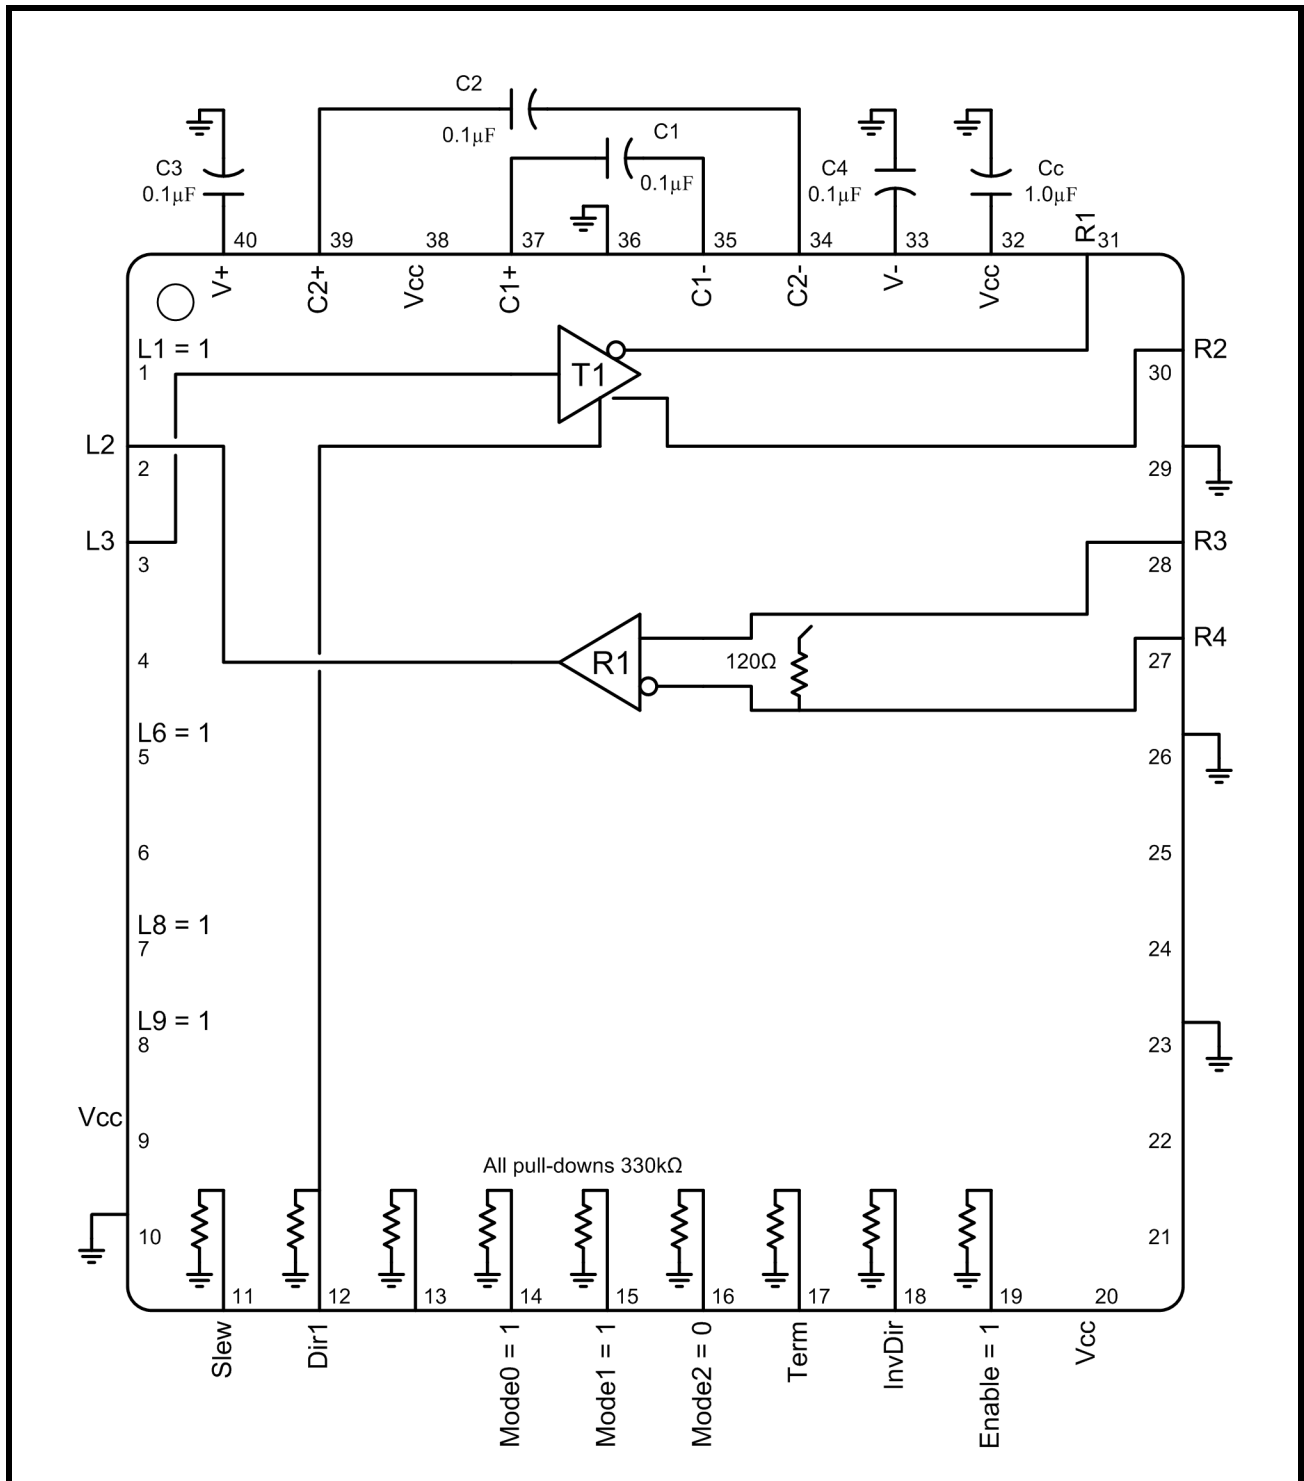 C2
0.1µF
C1
0.1µF
C3
0.1µF
C4
0.1µF
Cc
1.0µF
40
39
38
37
36
35
34
33
32
R1
31
V+
C2+
Vcc
C1+
C1-
C2-
V-
Vcc
L1 = 1
1
T1
R2
30
L2
2
29
L3
3
R3
28
4
R1
120Ω
R4
27
L6 = 1
5
26
6
25
L8 = 1
7
24
L9 = 1
8
23
Vcc
9
22
All pull-downs 330kΩ
10
21
11
12
13
14
15
16
17
18
19
20
Slew
Dir1
Mode0 = 1
Mode1 = 1
Mode2 = 0
Term
InvDir
Enable = 1
Vcc